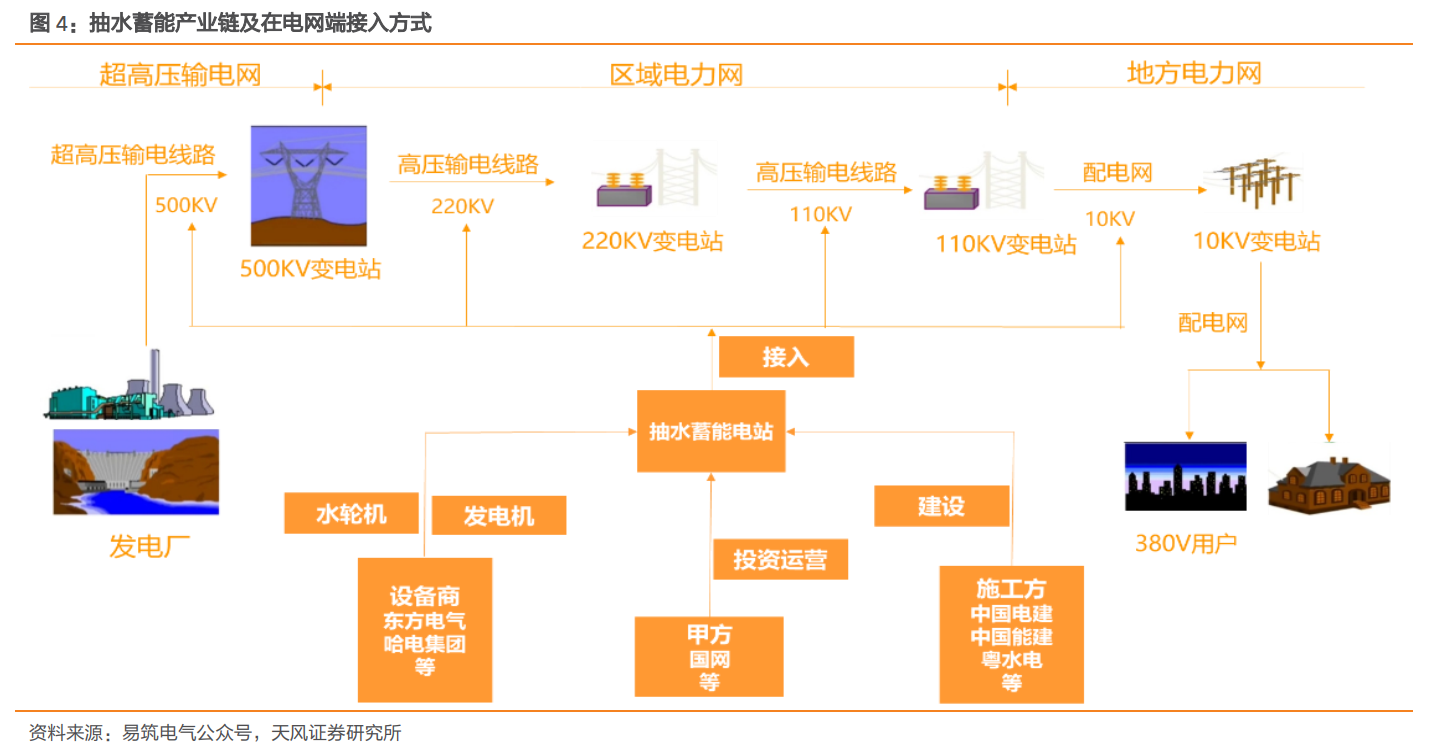 图 4：抽水蓄能产业链及在电网端接入方式
超高压输电网
区域电力网
地方电力网
超高压输电线路
500KV
500KV变电站
高压输电线路
220KV
220KV变电站
高压输电线路
110KV
110KV变电站
配电网
10KV
10KV变电站
配电网
接入
抽水蓄能电站
发电厂
水轮机
发电机
建设
投资运营
380V用户
设备商
东方电气
哈电集团
等
甲方
国网
等
施工方
中国电建
中国能建
粤水电
等
资料来源：易筑电气公众号，天风证券研究所